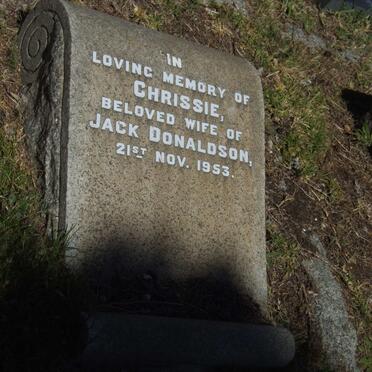 IN
LOVING MEMORY OF
CHRISSIE,
BELOVED WIFE OF
JACK DONALDSON,
21ST NOV. 1953.